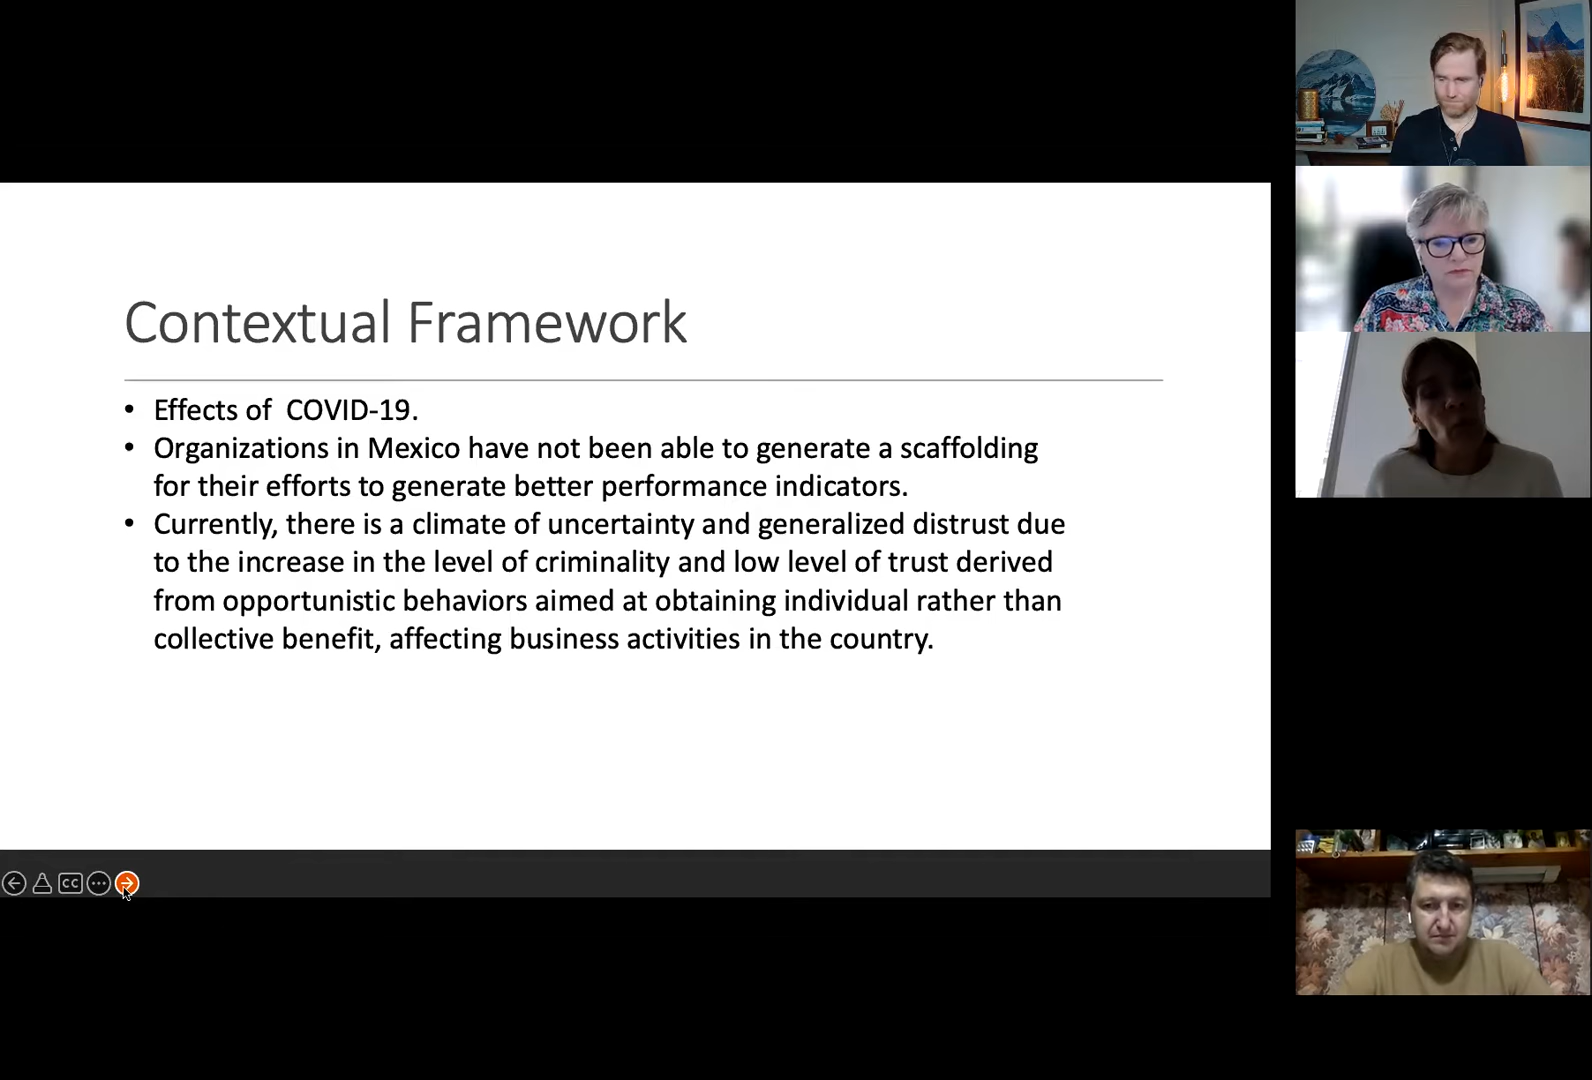 Contextual Framework
• Effects of  COVID-19.
• Organizations in Mexico have not been able to generate a scaffolding
for their efforts to generate better performance indicators.
• Currently, there is a climate of uncertainty and generalized distrust due
to the increase in the level of criminality and low level of trust derived
from opportunistic behaviors aimed at obtaining individual rather than
collective benefit, affecting business activities in the country.
CC